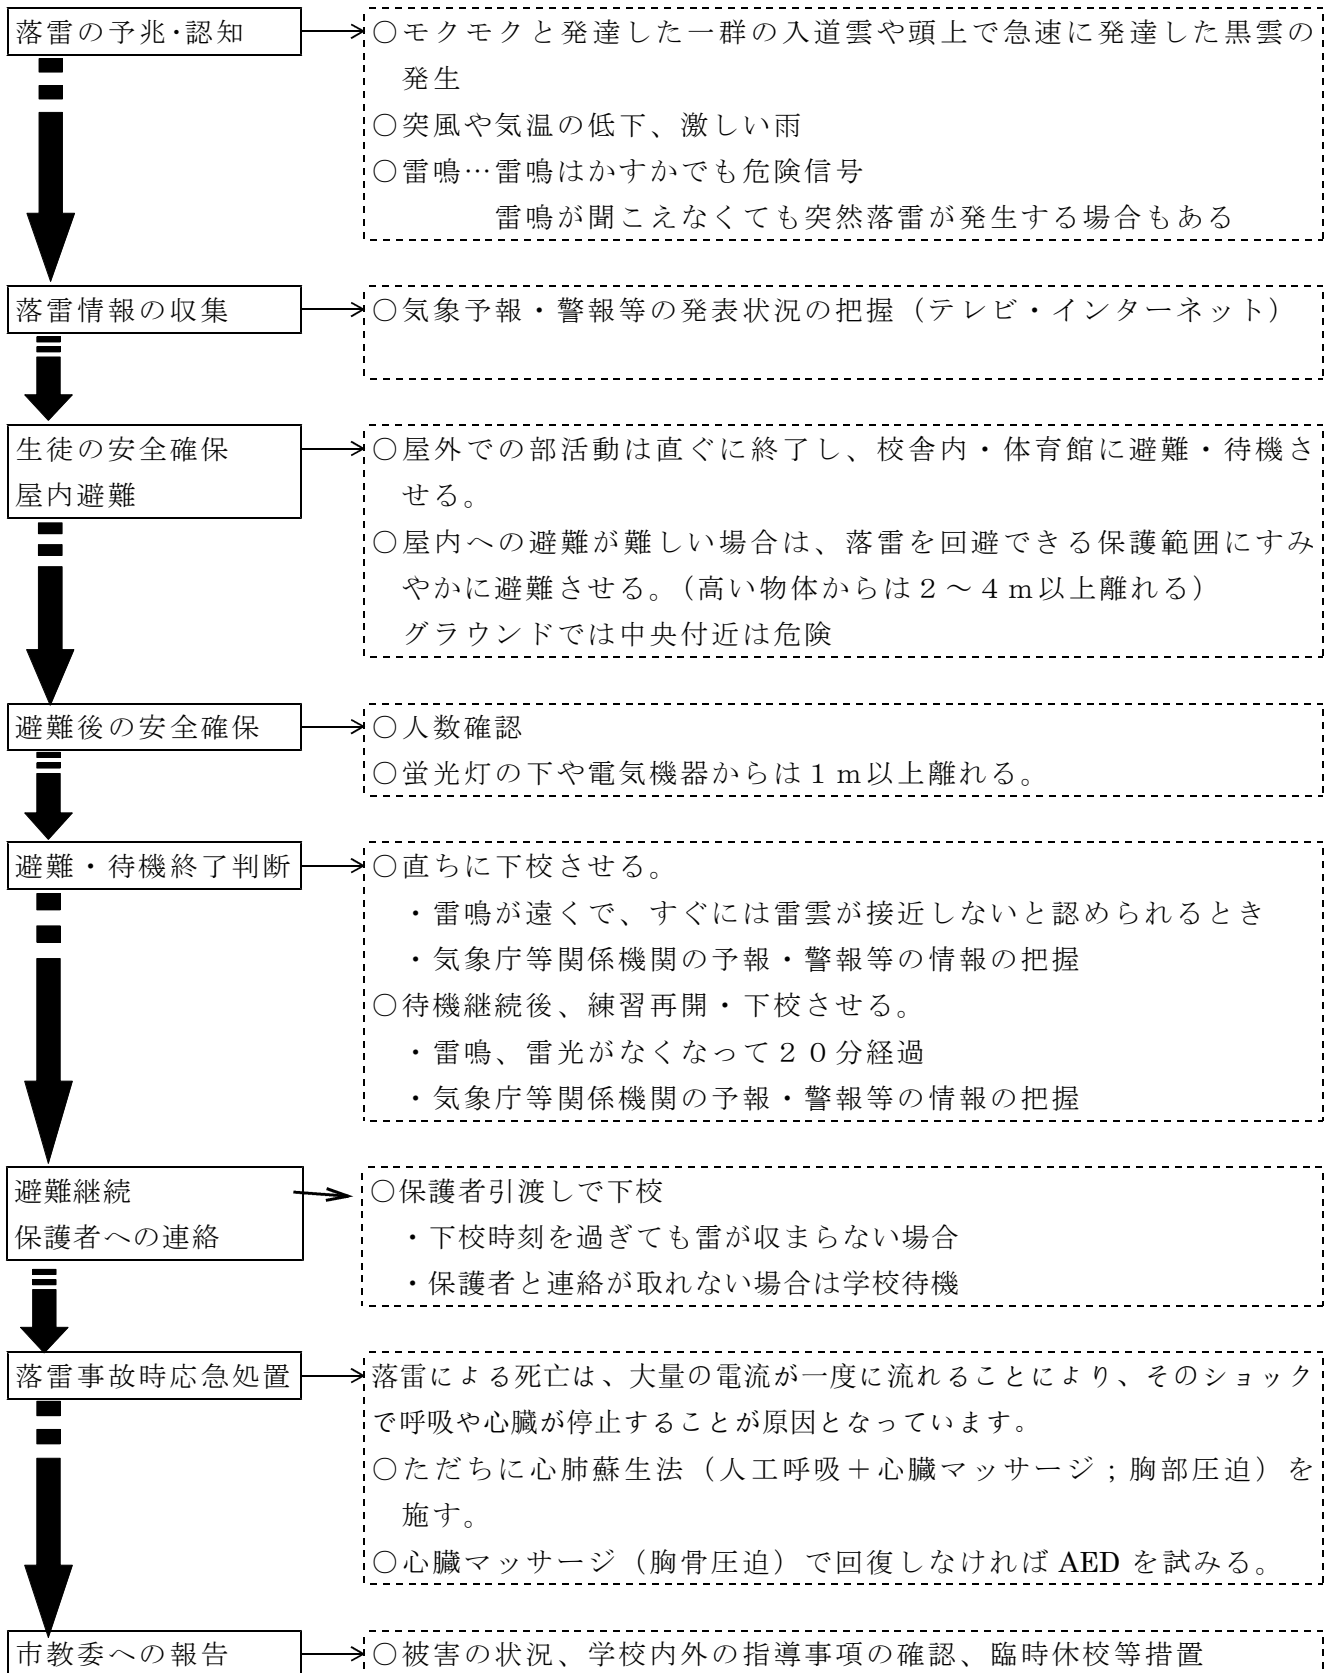 落雷の予兆・認知
○モクモクと発達した一群の入道雲や頭上で急速に発達した黒雲の
発生
○突風や気温の低下、激しい雨
○雷鳴…雷鳴はかすかでも危険信号
雷鳴が聞こえなくても突然落雷が発生する場合もある
落雷情報の収集
○気象予報・警報等の発表状況の把握（テレビ・インターネット）
生徒の安全確保
屋内避難
○屋外での部活動は直ぐに終了し、校舎内・体育館に避難・待機さ
せる。
○屋内への避難が難しい場合は、落雷を回避できる保護範囲にすみ
やかに避難させる。（高い物体からは２～４ｍ以上離れる）
グラウンドでは中央付近は危険
避難後の安全確保
○人数確認
○蛍光灯の下や電気機器からは１ｍ以上離れる。
避難・待機終了判断
○直ちに下校させる。
・雷鳴が遠くで、すぐには雷雲が接近しないと認められるとき
・気象庁等関係機関の予報・警報等の情報の把握
○待機継続後、練習再開・下校させる。
・雷鳴、雷光がなくなって２０分経過
・気象庁等関係機関の予報・警報等の情報の把握
避難継続
保護者への連絡
○保護者引渡しで下校
・下校時刻を過ぎても雷が収まらない場合
・保護者と連絡が取れない場合は学校待機
落雷事故時応急処置
落雷による死亡は、大量の電流が一度に流れることにより、そのショック
で呼吸や心臓が停止することが原因となっています。
○ただちに心肺蘇生法（人工呼吸＋心臓マッサージ；胸部圧迫）を
施す。
○心臓マッサージ（胸骨圧迫）で回復しなければ AED を試みる。
市教委への報告
○被害の状況、学校内外の指導事項の確認、臨時休校等措置